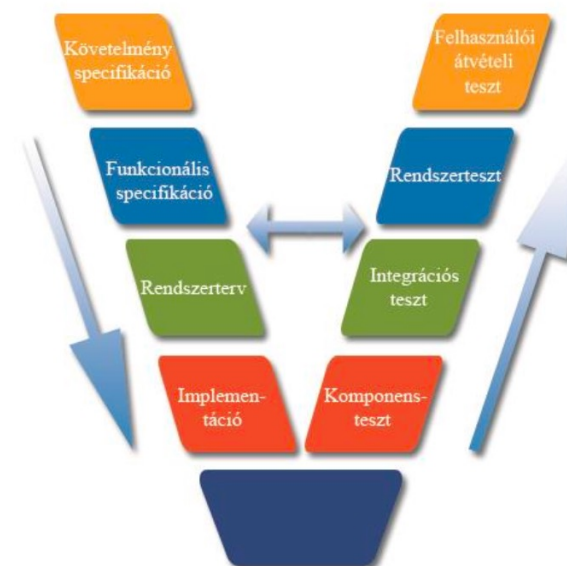 Követelmény
specifikáció
Felhasználói
átvételi
teszt
Funkcionális
specifikáció
Rendszerteszt
Rendszerterv
Integrációs
teszt
Implemen-
táció
Komponens-
teszt